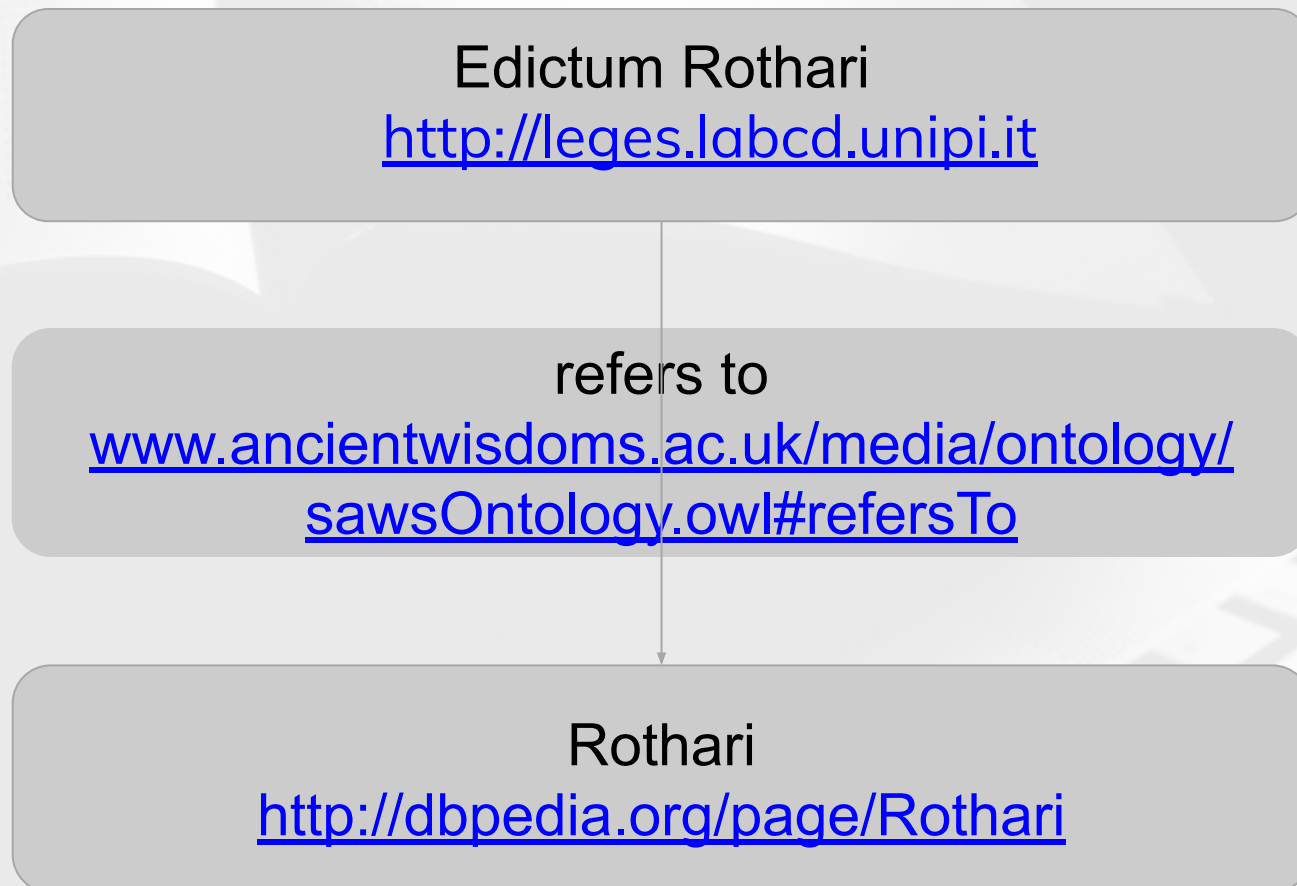 Edictum Rothari
http://leges.labcd.unipi.it
refers to
www.ancientwisdoms.ac.uk/media/ontology/
sawsOntology.owl#refersTo
Rothari
http://dbpedia.org/page/Rothari